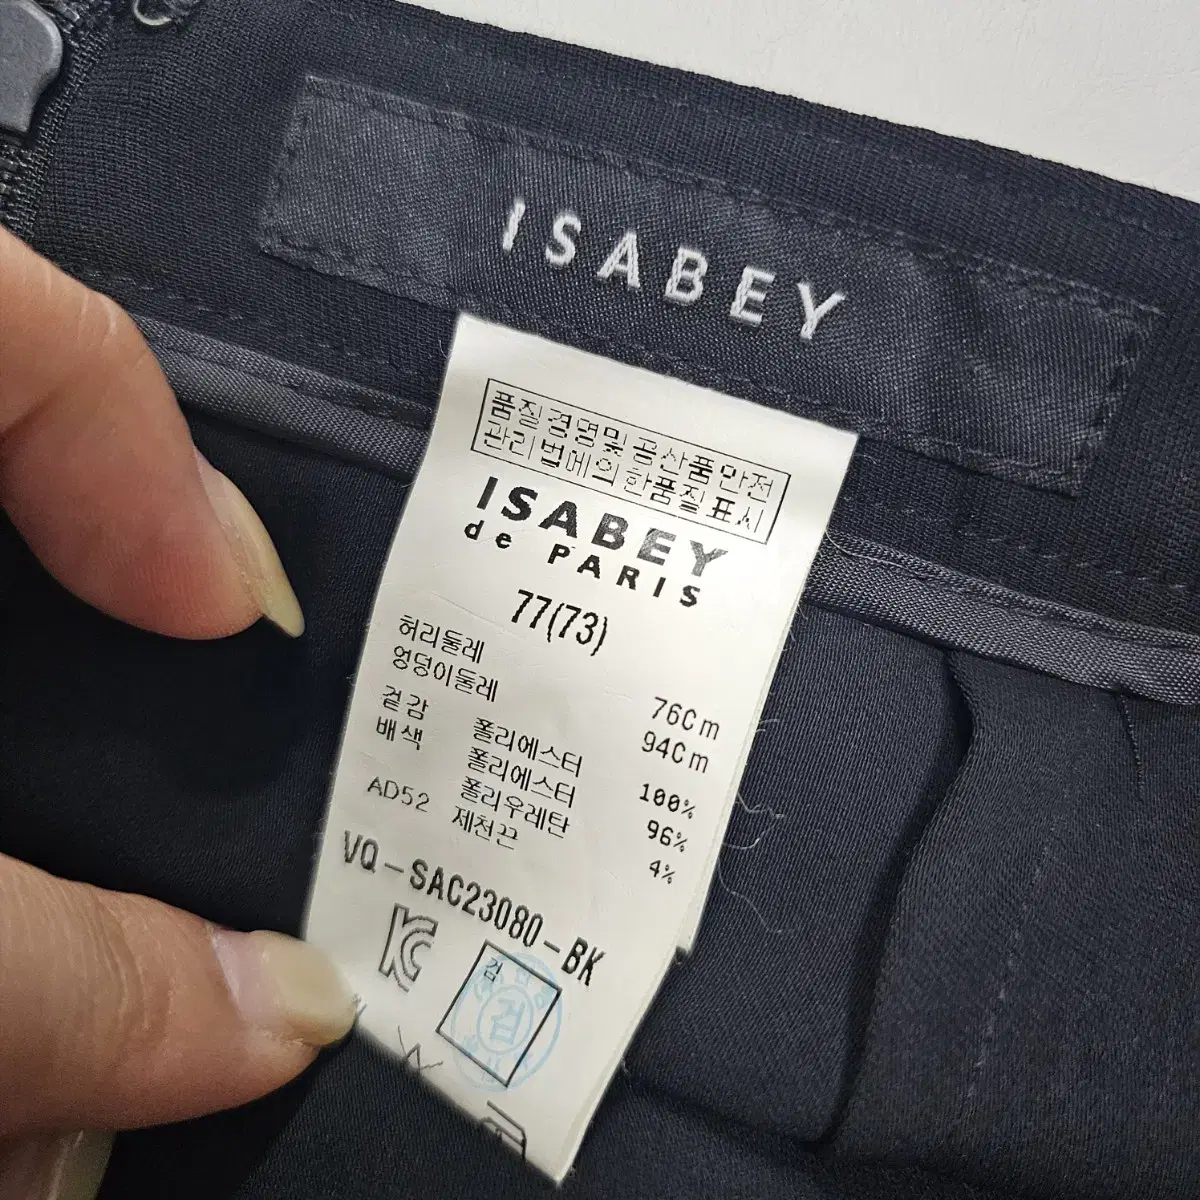 ISABEY
품질경영및공산품안전
관리법에의한품질표시
ISABEY
de PARIS
77(73)
허리둘레 76Cm
엉덩이둘레 94Cm
겉감 폴리에스터 100%
배색 폴리에스터 96%
폴리우레탄 4%
AD52 제천끈
VQ-SAC23080-BK
검
검